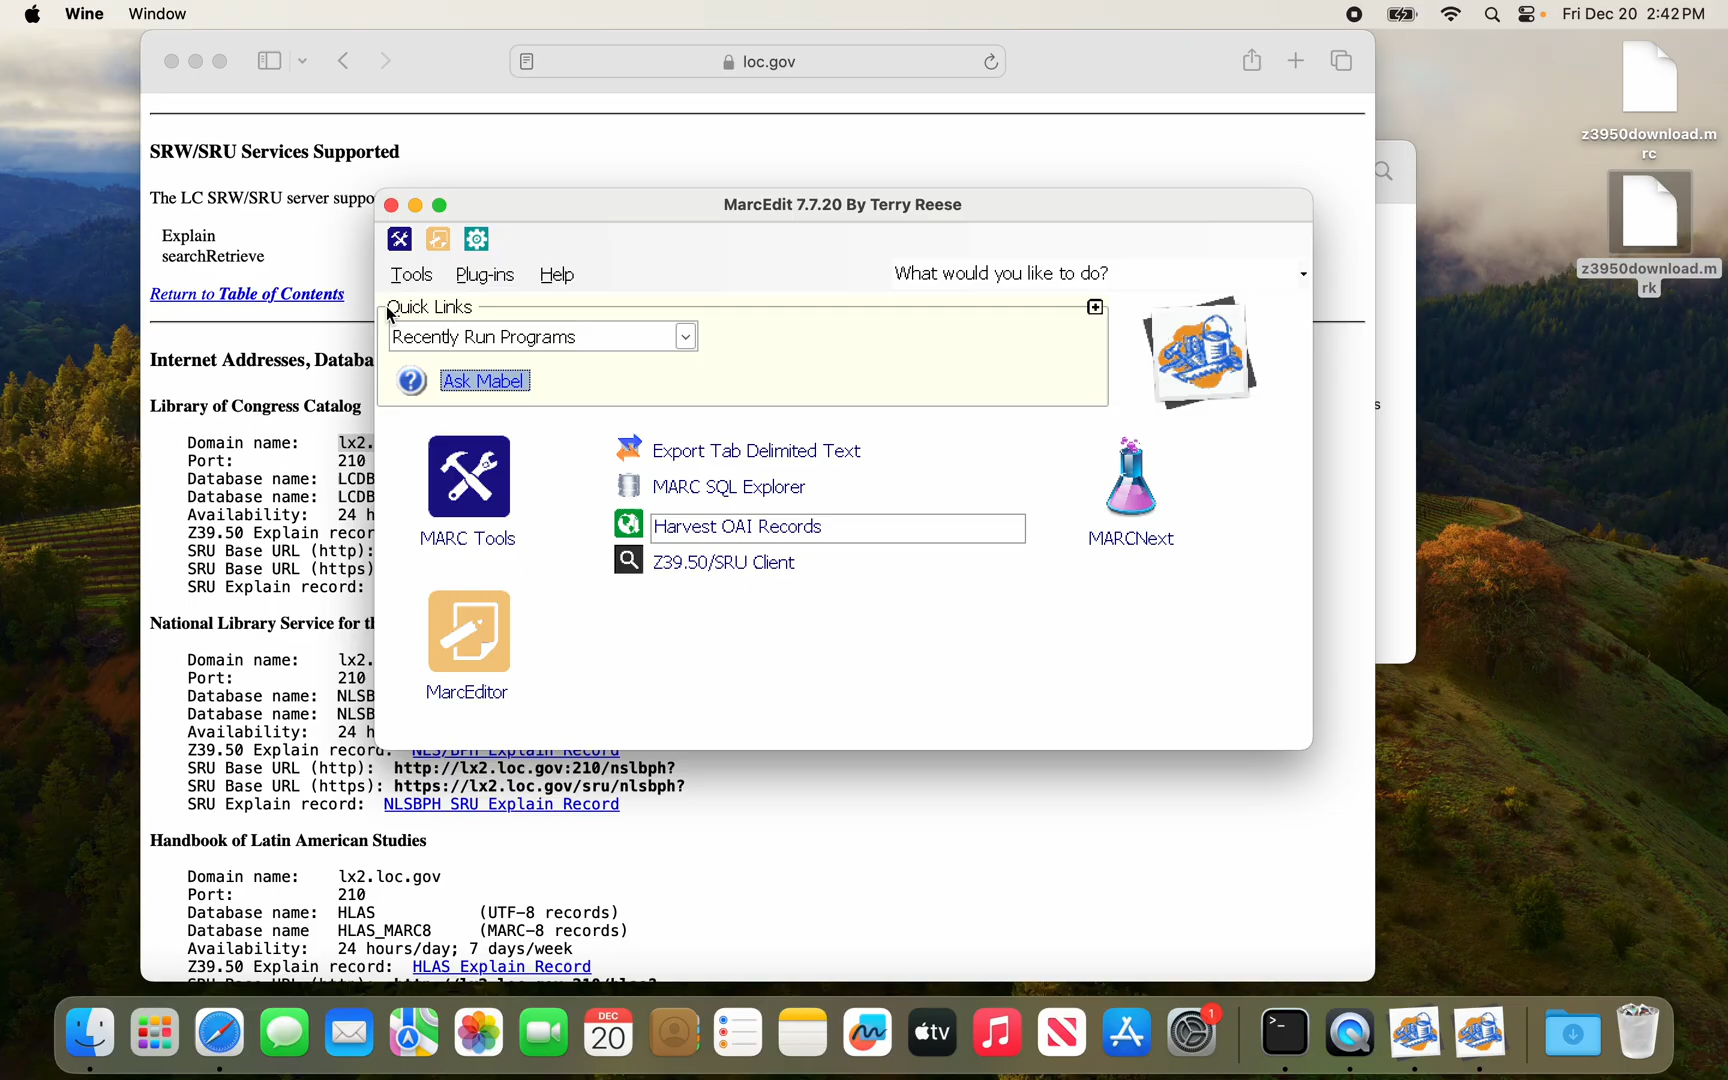 Wine Window
Fri Dec 20 2:42 PM
loc.gov
z3950download.m
rc
z3950download.m
rk
SRW/SRU Services Supported
The LC SRW/SRU server suppo
Explain
searchRetrieve
Return to Table of Contents
Internet Addresses, Databa
Library of Congress Catalog
Domain name: lx2.
Port: 210
Database name: LCDB
Database name: LCDB
Availability: 24 h
Z39.50 Explain recor
SRU Base URL (http):
SRU Base URL (https)
SRU Explain record:
National Library Service for th
Domain name: lx2.
Port: 210
Database name: NLSB
Database name: NLSB
Availability: 24 h
Z39.50 Explain record: NLS/BPH Explain Record
SRU Base URL (http): http://lx2.loc.gov:210/nslbph?
SRU Base URL (https): https://lx2.loc.gov/sru/nlsbph?
SRU Explain record: NLSBPH SRU Explain Record
Handbook of Latin American Studies
Domain name: lx2.loc.gov
Port: 210
Database name: HLAS (UTF-8 records)
Database name HLAS_MARC8 (MARC-8 records)
Availability: 24 hours/day; 7 days/week
Z39.50 Explain record: HLAS Explain Record
MarcEdit 7.7.20 By Terry Reese
Tools Plug-ins Help
What would you like to do?
Quick Links
Recently Run Programs
Ask Mabel
MARC Tools
Export Tab Delimited Text
MARC SQL Explorer
Harvest OAI Records
Z39.50/SRU Client
MARCNext
MarcEditor
s
DEC
20
tv
1